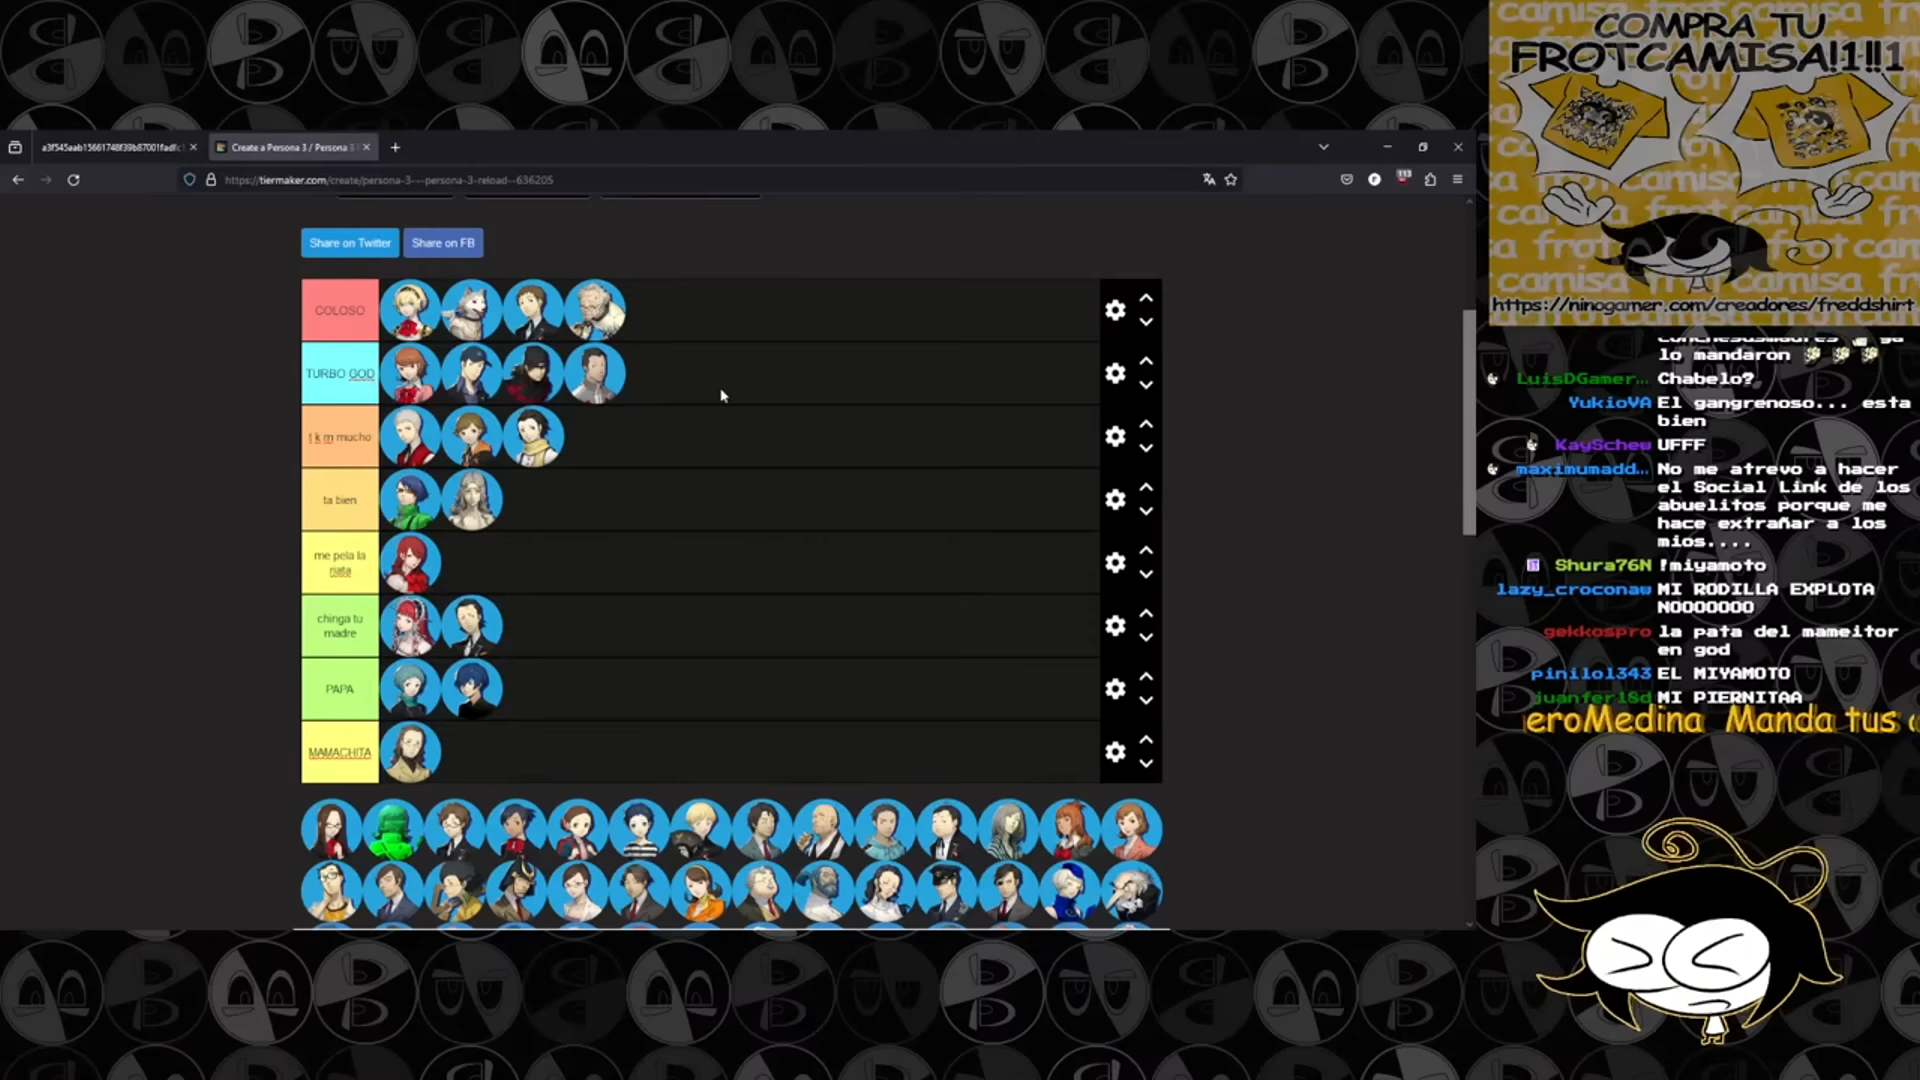 COMPRA TU
FROTCAMISA!1!!1
https://ninogamer.com/creadores/freddshirt
a3f545aab15661748f39b87001fadfc
Create a Persona 3 / Persona 3
https://tiermaker.com/create/persona-3---persona-3-reload--636205
Share on Twitter
Share on FB
COLOSO
TURBO GOD
t k m mucho
ta bien
me pela la
riata
chinga tu
madre
PAPA
MAMACHITA
lo mandaron
LuisDGamer... Chabelo?
YukioVA El gangrenoso... esta
bien
KaySchew UFFF
maximumadd... No me atrevo a hacer
el Social Link de los
abuelitos porque me
hace extrañar a los
mios....
Shura76N !miyamoto
lazy_croconaw MI RODILLA EXPLOTA
NOOOOOOO
gekkospro la pata del mameitor
en god
pinilol343 EL MIYAMOTO
juanfer18d MI PIERNITAA
eroMedina Manda tus